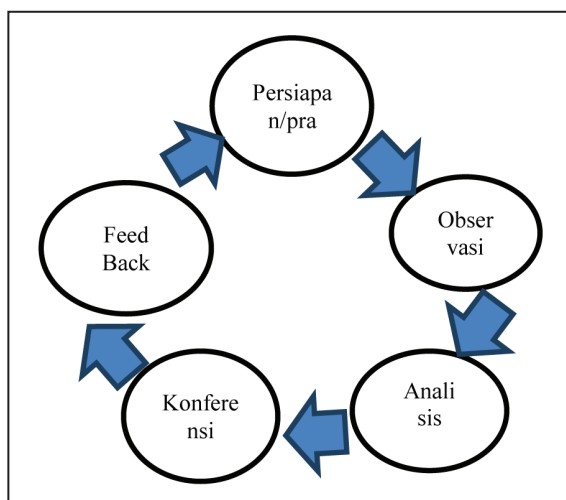 Persiapa
n/pra
Obser
vasi
Anali
sis
Konfere
nsi
Feed
Back